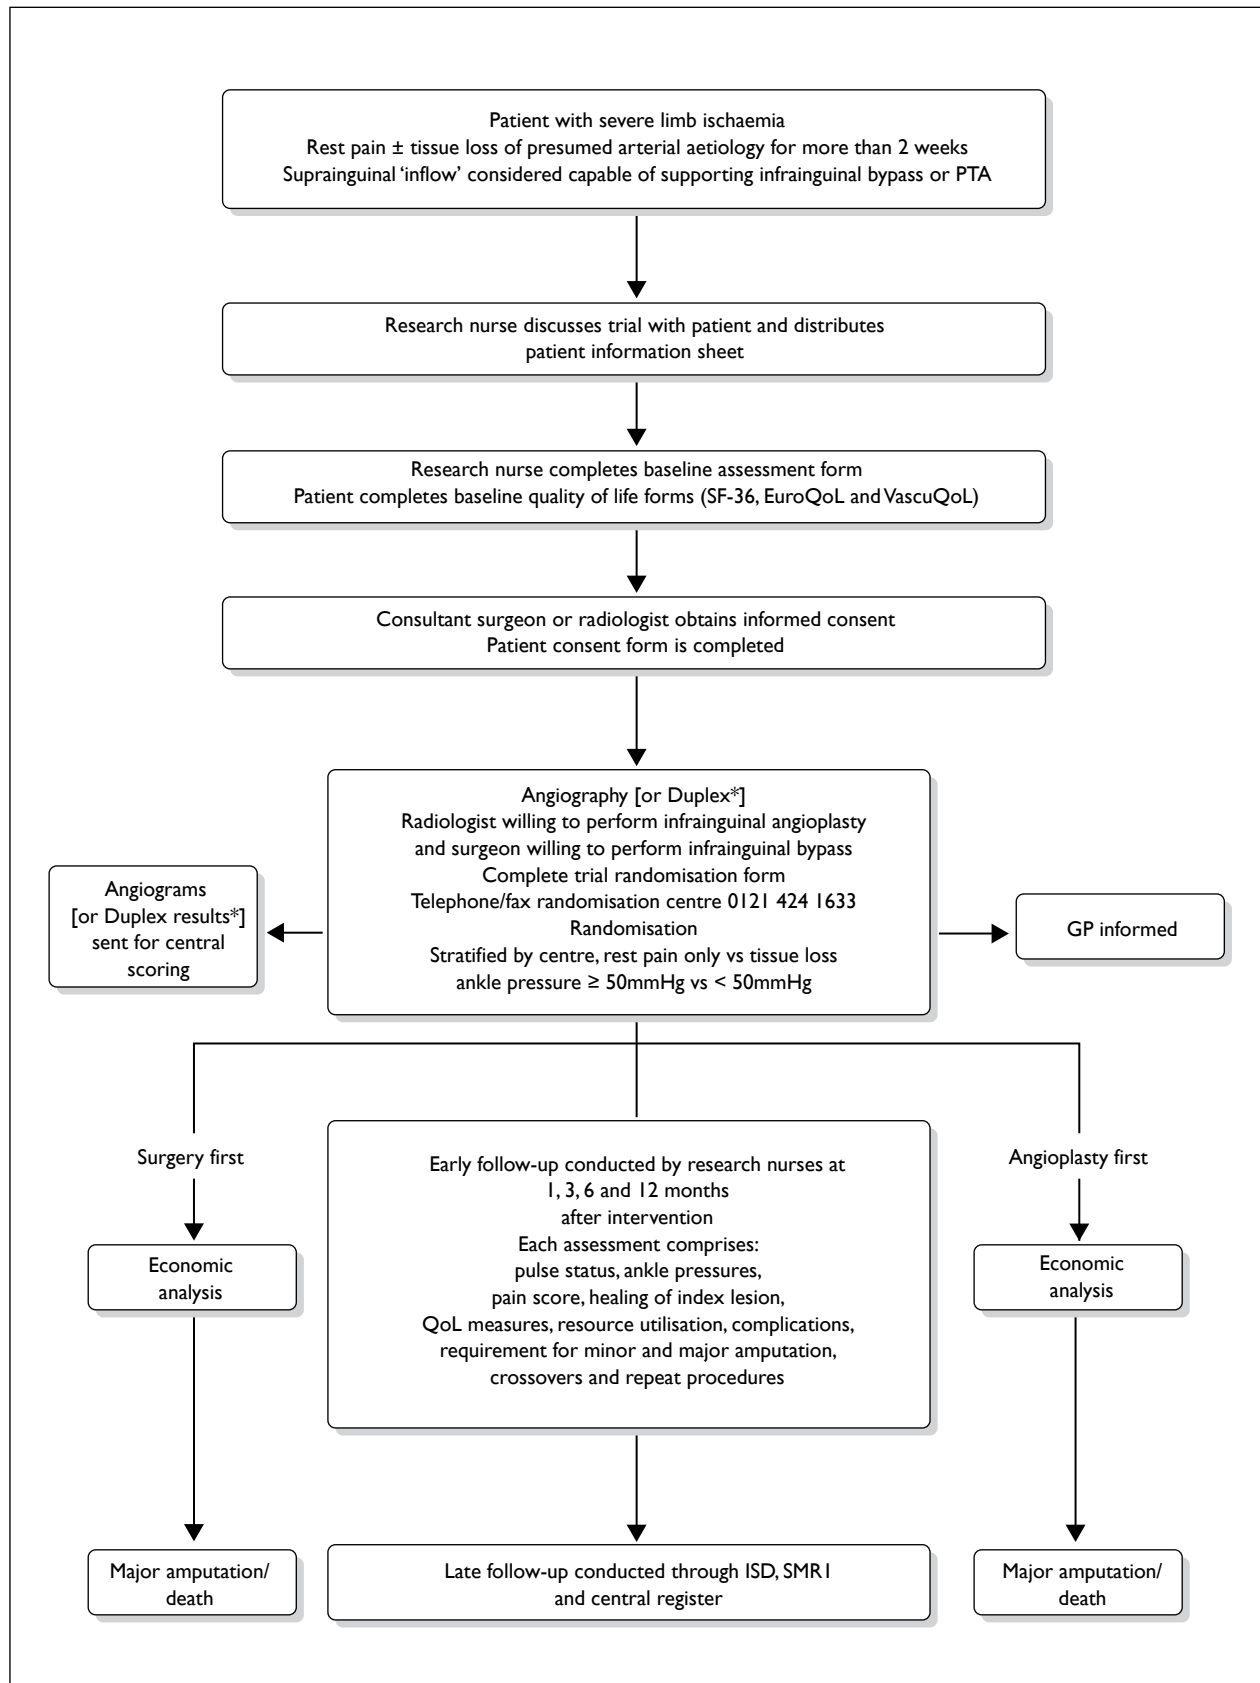 Patient with severe limb ischaemia
Rest pain ± tissue loss of presumed arterial aetiology for more than 2 weeks
Suprainguinal ‘inflow’ considered capable of supporting infrainguinal bypass or PTA
Research nurse discusses trial with patient and distributes
patient information sheet
Research nurse completes baseline assessment form
Patient completes baseline quality of life forms (SF-36, EuroQoL and VascuQoL)
Consultant surgeon or radiologist obtains informed consent
Patient consent form is completed
Angiography [or Duplex*]
Radiologist willing to perform infrainguinal angioplasty
and surgeon willing to perform infrainguinal bypass
Complete trial randomisation form
Telephone/fax randomisation centre 0121 424 1633
Randomisation
Stratified by centre, rest pain only vs tissue loss
ankle pressure ≥ 50mmHg vs < 50mmHg
Angiograms
[or Duplex results*]
sent for central
scoring
GP informed
Surgery first
Economic
analysis
Major amputation/
death
Early follow-up conducted by research nurses at
1, 3, 6 and 12 months
after intervention
Each assessment comprises:
pulse status, ankle pressures,
pain score, healing of index lesion,
QoL measures, resource utilisation, complications,
requirement for minor and major amputation,
crossovers and repeat procedures
Late follow-up conducted through ISD, SMR1
and central register
Angioplasty first
Economic
analysis
Major amputation/
death